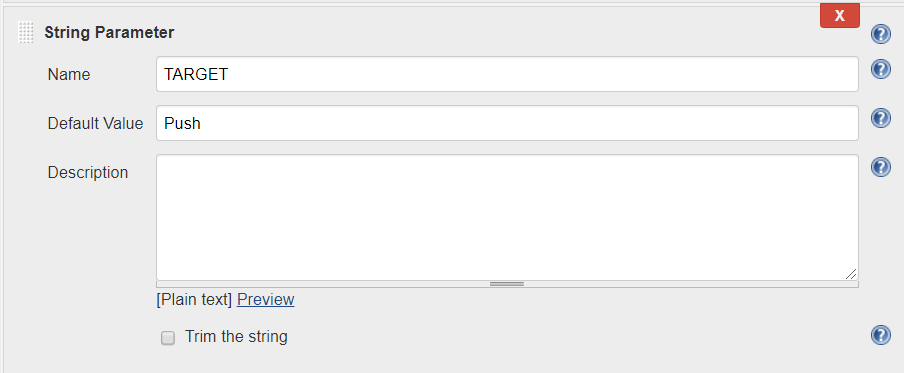 X
String Parameter
?
Name TARGET ?
Default Value Push ?
Description ?
[Plain text] Preview
Trim the string ?